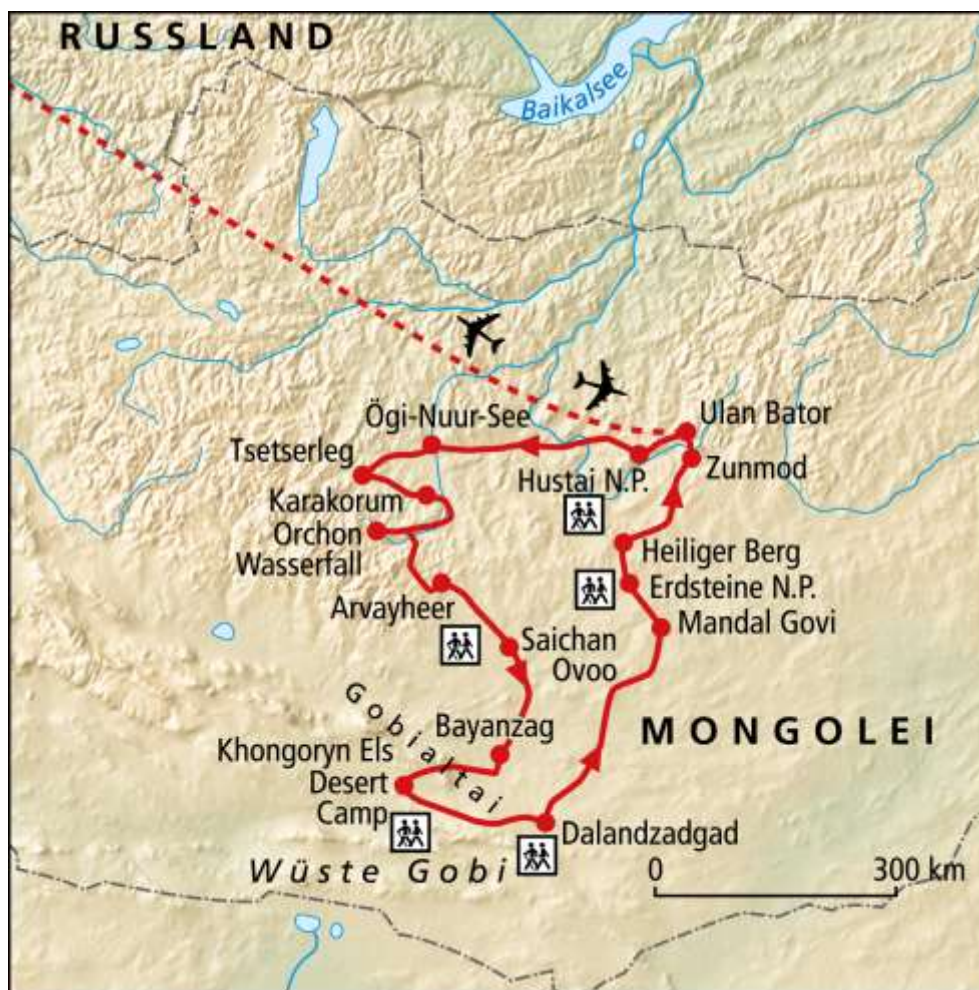 RUSSLAND
Baikalsee
Ögi-Nuur-See
Ulan Bator
Tsetserleg
Zunmod
Hustai N.P.
Karakorum
Orchon
Wasserfall
Heiliger Berg
Erdsteine N.P.
Arvayheer
Mandal Govi
Saichan
Ovoo
Gobialtai
MONGOLEI
Bayanzag
Khongoryn Els
Desert
Camp
Dalandzadgad
Wüste Gobi
0 300 km